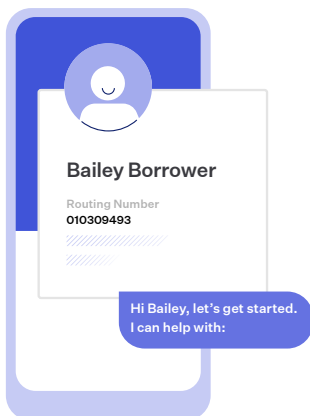 Bailey Borrower
Routing Number
010309493
Hi Bailey, let's get started.
I can help with: